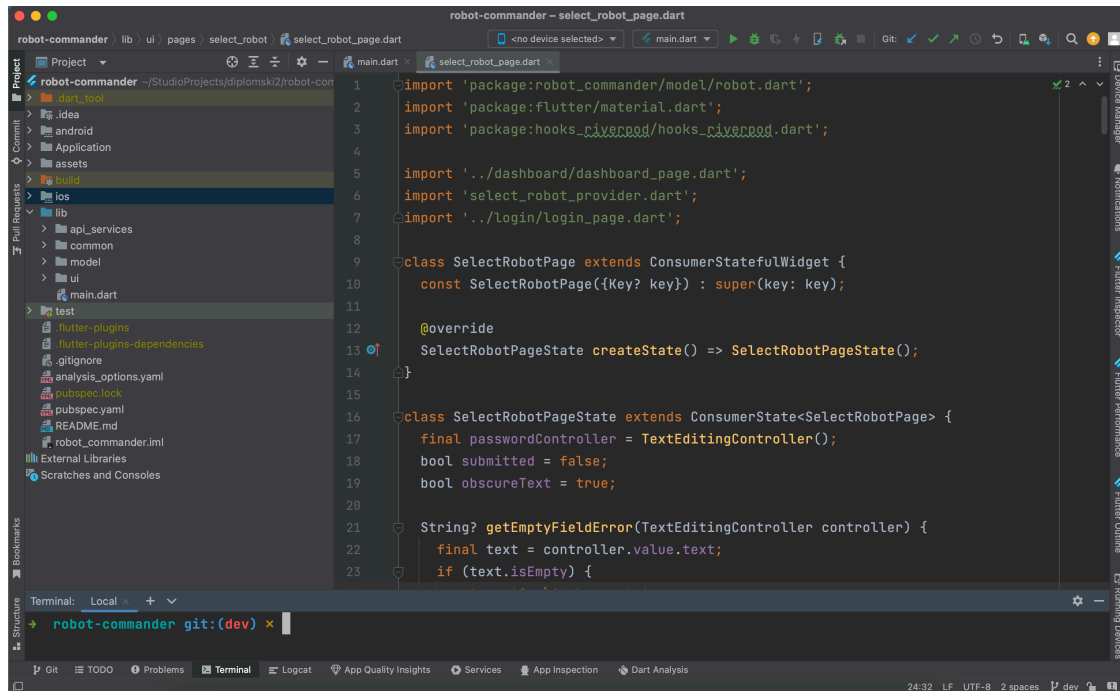 robot-commander – select_robot_page.dart
robot-commander lib ui pages select_robot select_robot_page.dart <no device selected> main.dart Git:
Project main.dart select_robot_page.dart
robot-commander ~/StudioProjects/diplomski2/robot-com
.dart_tool
.idea
android
Application
assets
build
ios
lib
api_services
common
model
ui
main.dart
test
.flutter-plugins
.flutter-plugins-dependencies
.gitignore
analysis_options.yaml
pubspec.lock
pubspec.yaml
README.md
robot_commander.iml
External Libraries
Scratches and Consoles
Project
Commit
Pull Requests
Bookmarks
Structure
1 import 'package:robot_commander/model/robot.dart';
2 import 'package:flutter/material.dart';
3 import 'package:hooks_riverpod/hooks_riverpod.dart';
4
5 import '../dashboard/dashboard_page.dart';
6 import 'select_robot_provider.dart';
7 import '../login/login_page.dart';
8
9 class SelectRobotPage extends ConsumerStatefulWidget {
10 const SelectRobotPage({Key? key}) : super(key: key);
11
12 @override
13 SelectRobotPageState createState() => SelectRobotPageState();
14 }
15
16 class SelectRobotPageState extends ConsumerState<SelectRobotPage> {
17 final passwordController = TextEditingController();
18 bool submitted = false;
19 bool obscureText = true;
20
21 String? getEmptyFieldError(TextEditingController controller) {
22 final text = controller.value.text;
23 if (text.isEmpty) {
2
Device Manager
Notifications
Flutter Inspector
Flutter Performance
Flutter Outline
Running Devices
Terminal: Local
robot-commander git:(dev) ×
Git TODO Problems Terminal Logcat App Quality Insights Services App Inspection Dart Analysis
24:32 LF UTF-8 2 spaces dev